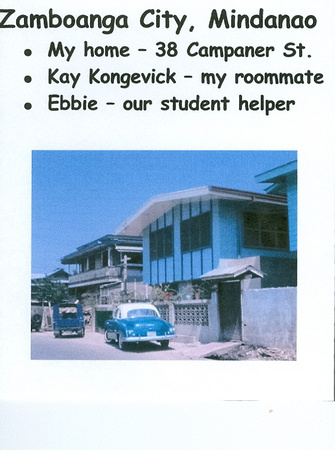 Zamboanga City, Mindanao
• My home – 38 Campaner St.
• Kay Kongevick – my roommate
• Ebbie – our student helper